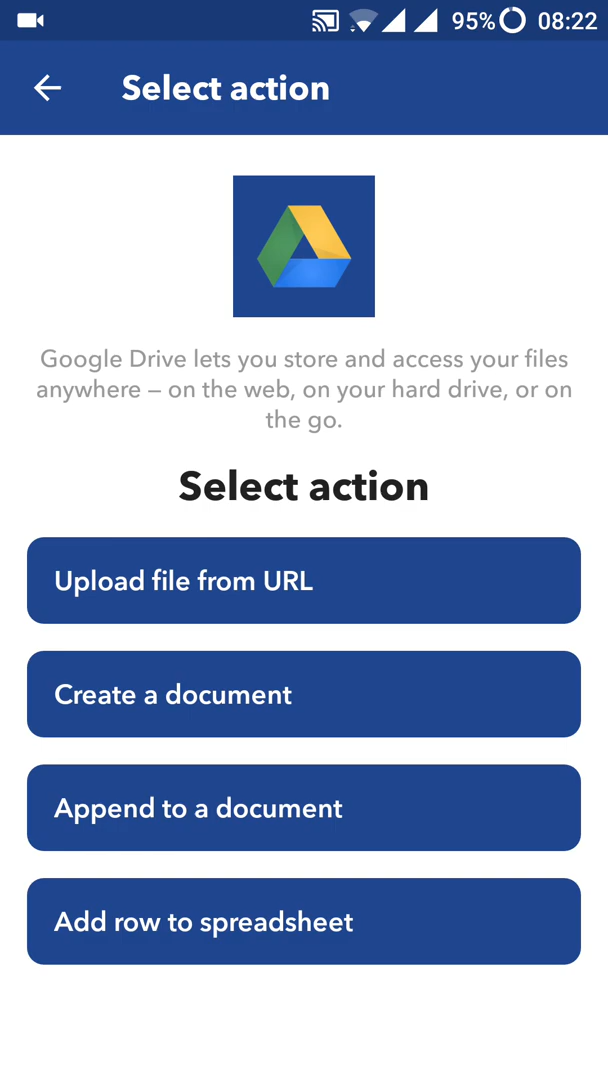 95% 08:22
Select action
Google Drive lets you store and access your files
anywhere — on the web, on your hard drive, or on
the go.
Select action
Upload file from URL
Create a document
Append to a document
Add row to spreadsheet